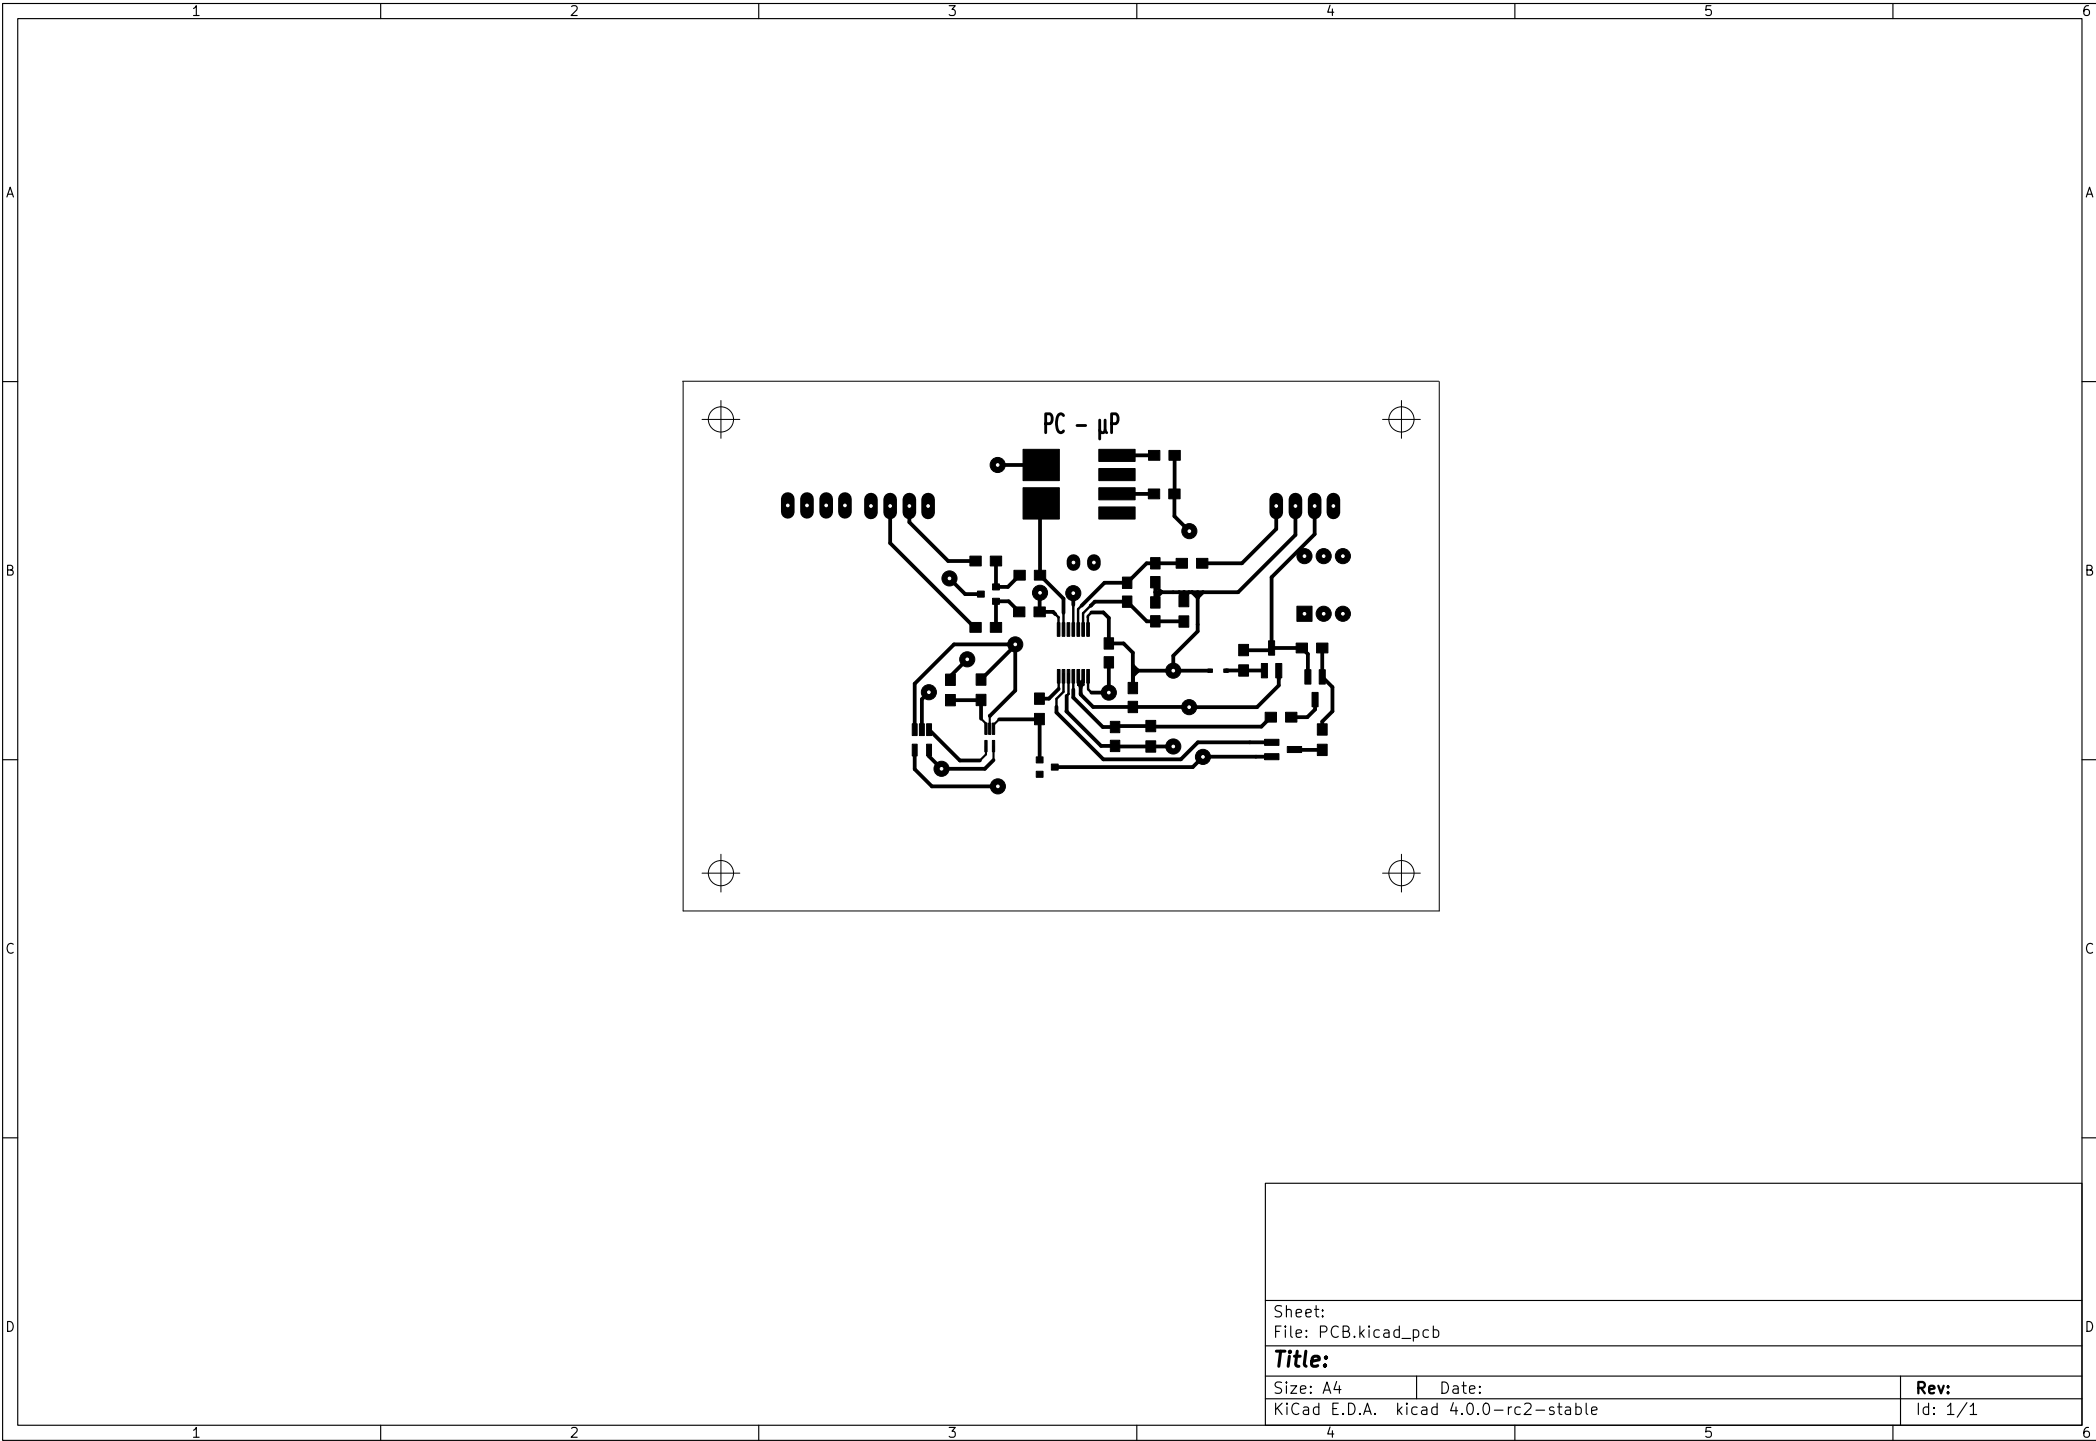 1 2 3 4 5 6
A A
PC - µP
B B
C C
D D
Sheet:
File: PCB.kicad_pcb
Title:
Size: A4 Date: Rev:
KiCad E.D.A. kicad 4.0.0-rc2-stable Id: 1/1
1 2 3 4 5 6